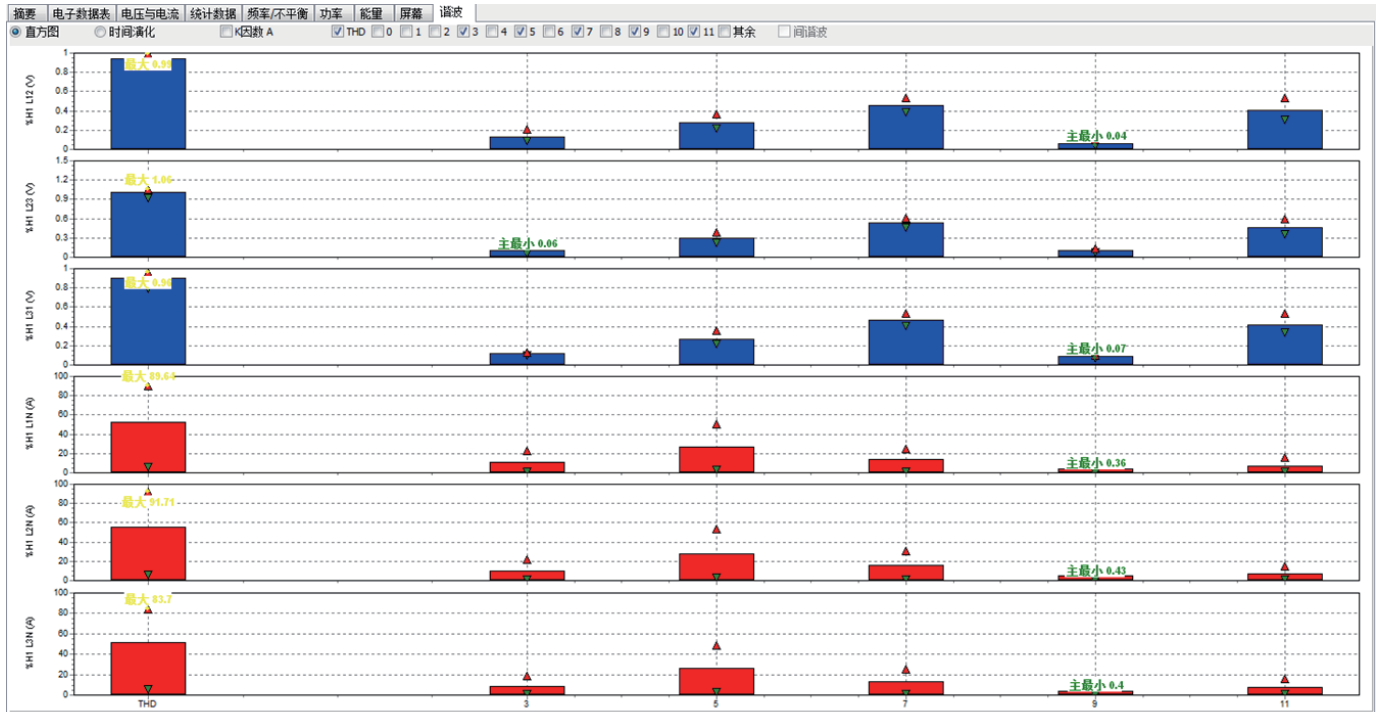 摘要 电子数据表 电压与电流 统计数据 频率/不平衡 功率 能量 屏幕 谐波
直方图 时间演化 K因数 A THD 0 1 2 3 4 5 6 7 8 9 10 11 其余 间谐波
%H1 L12 (V)
1
0.8
0.6
0.4
0.2
0
最大 0.99
主最小 0.04
%H1 L23 (V)
1.5
1.2
0.9
0.6
0.3
0
最大 1.05
主最小 0.06
%H1 L31 (V)
1
0.8
0.6
0.4
0.2
0
最大 0.96
主最小 0.07
%H1 L1N (A)
100
80
60
40
20
0
最大 89.64
主最小 0.36
%H1 L2N (A)
100
80
60
40
20
0
最大 91.71
主最小 0.43
%H1 L3N (A)
100
80
60
40
20
0
最大 83.7
主最小 0.4
THD 3 5 7 9 11